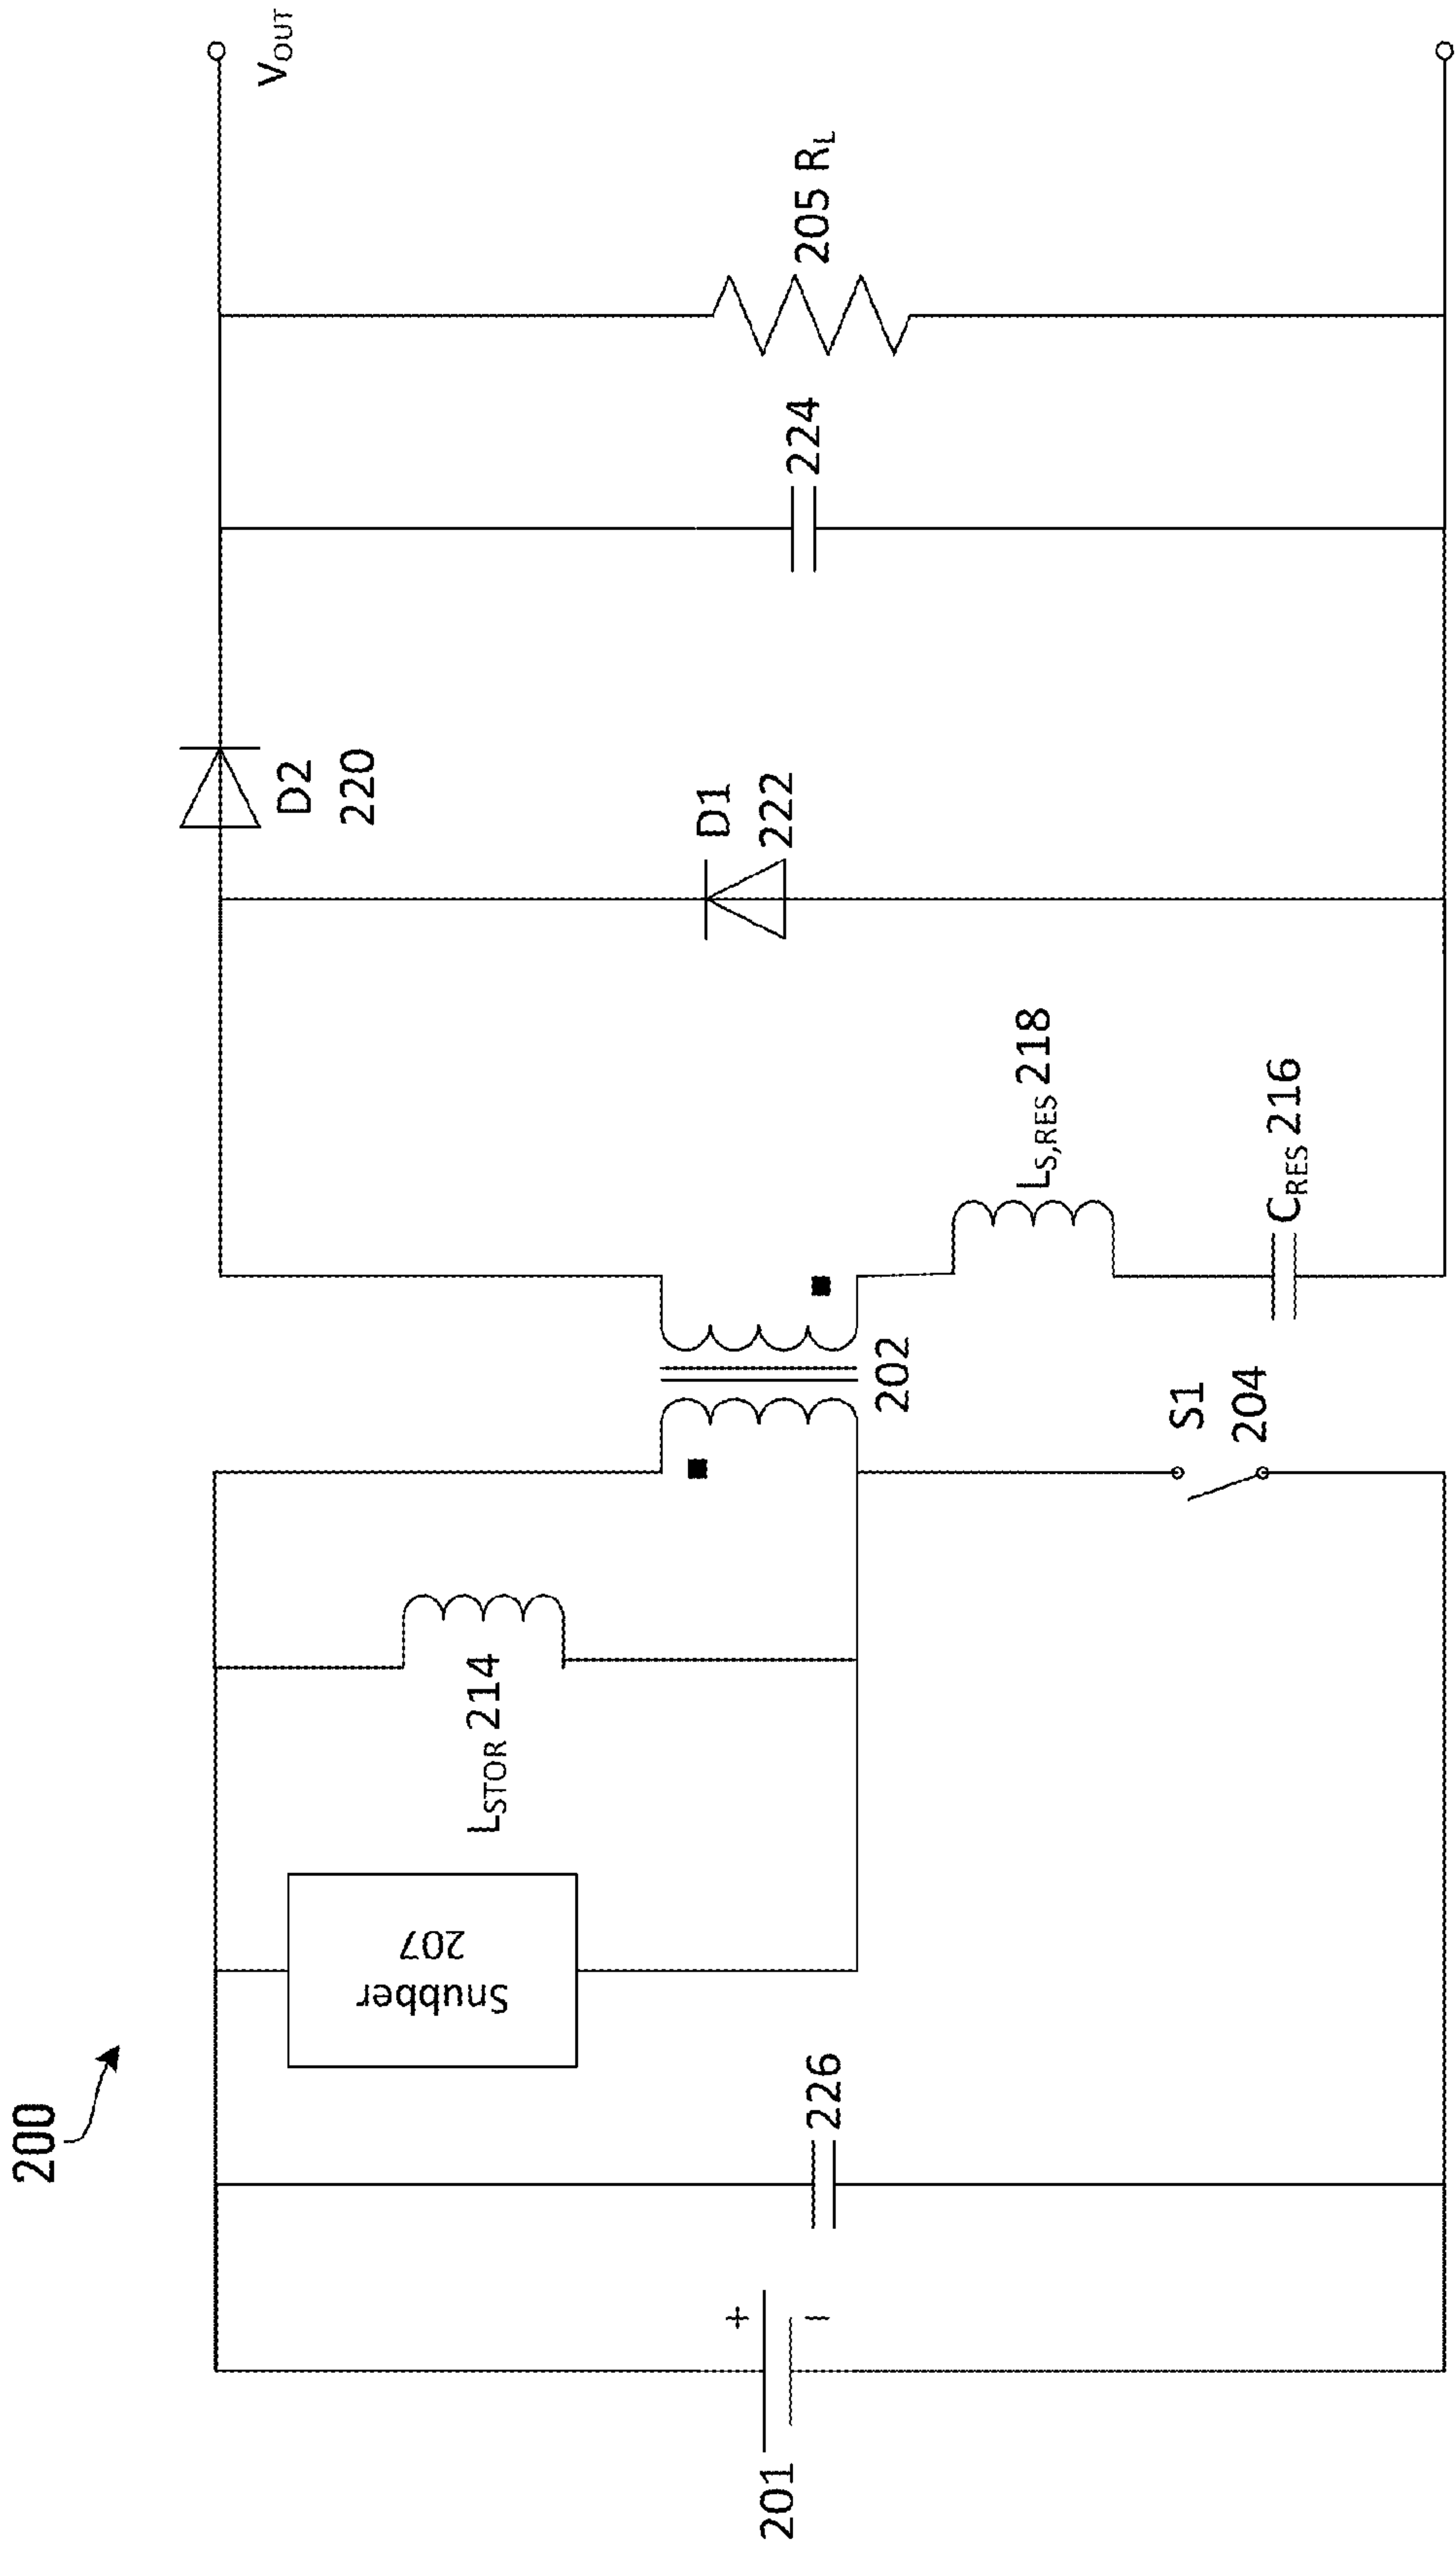 200
V_OUT
D2
220
205 R_L
224
D1
222
L_S,RES 218
C_RES 216
202
S1
204
L_STOR 214
Snubber
207
226
+
−
201